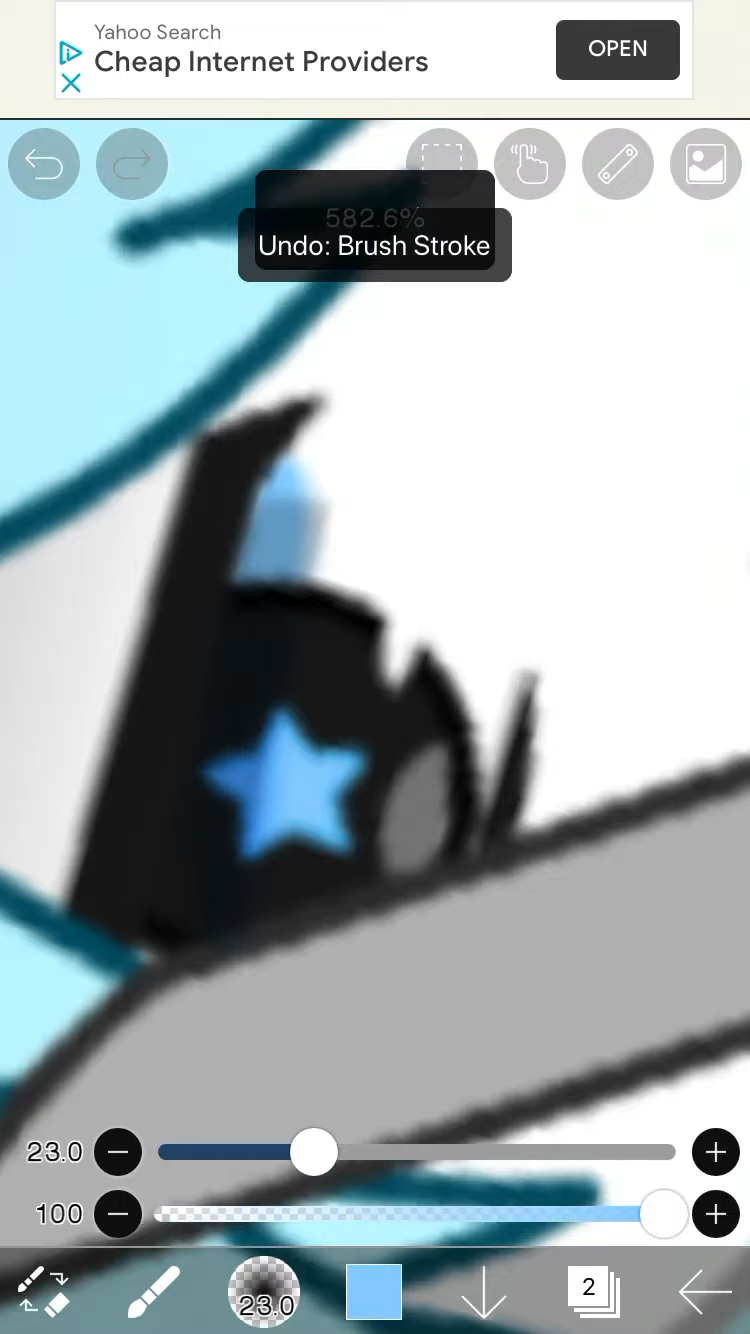 Yahoo Search
Cheap Internet Providers
OPEN
582.6%
Undo: Brush Stroke
23.0
100
23.0
2